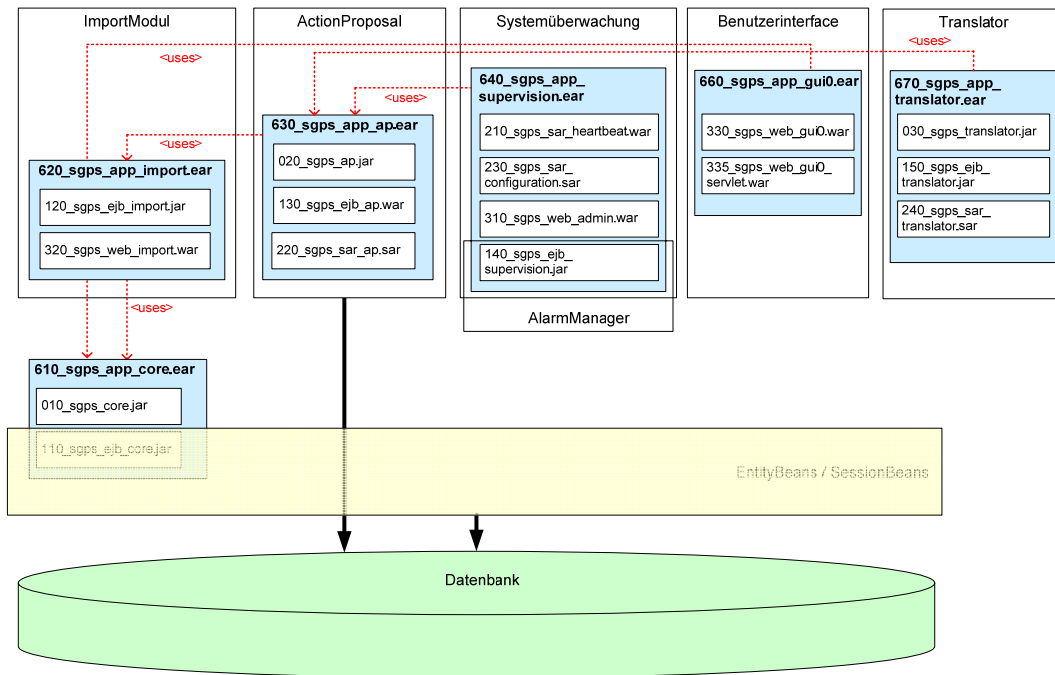 ImportModul
ActionProposal
Systemüberwachung
Benutzerinterface
Translator
<uses>
<uses>
<uses>
<uses>
<uses>
620_sgps_app_import.ear
120_sgps_ejb_import.jar
320_sgps_web_import.war
630_sgps_app_ap.ear
020_sgps_ap.jar
130_sgps_ejb_ap.war
220_sgps_sar_ap.sar
640_sgps_app_
supervision.ear
210_sgps_sar_heartbeat.war
230_sgps_sar_
configuration.sar
310_sgps_web_admin.war
140_sgps_ejb_
supervision.jar
AlarmManager
660_sgps_app_gui0.ear
330_sgps_web_gui0.war
335_sgps_web_gui0_
servlet.war
670_sgps_app_
translator.ear
030_sgps_translator.jar
150_sgps_ejb_
translator.jar
240_sgps_sar_
translator.sar
610_sgps_app_core.ear
010_sgps_core.jar
110_sgps_ejb_core.jar
EntityBeans / SessionBeans
Datenbank